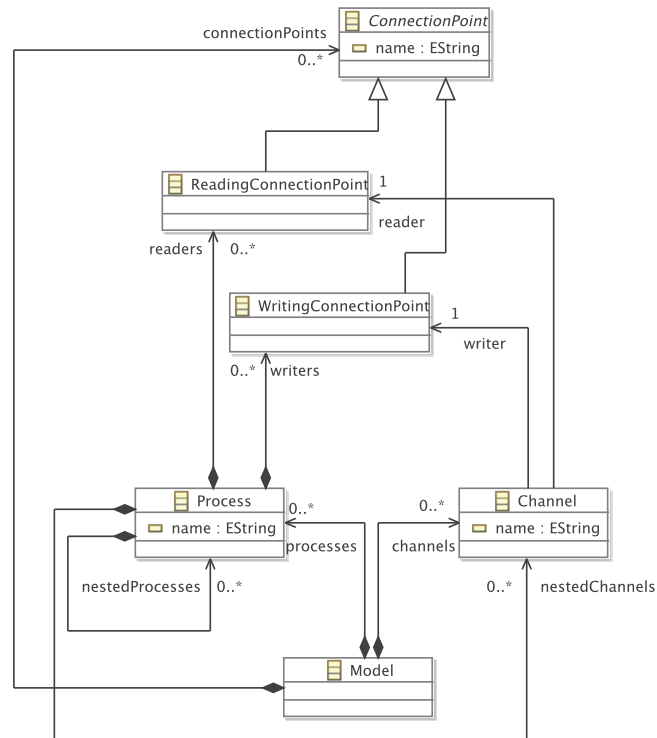 ConnectionPoint
connectionPoints
name : EString
0..*
ReadingConnectionPoint
1
reader
readers
0..*
WritingConnectionPoint
1
writer
0..*
writers
Process
Channel
0..*
0..*
name : EString
name : EString
processes
channels
nestedProcesses
0..*
0..*
nestedChannels
Model